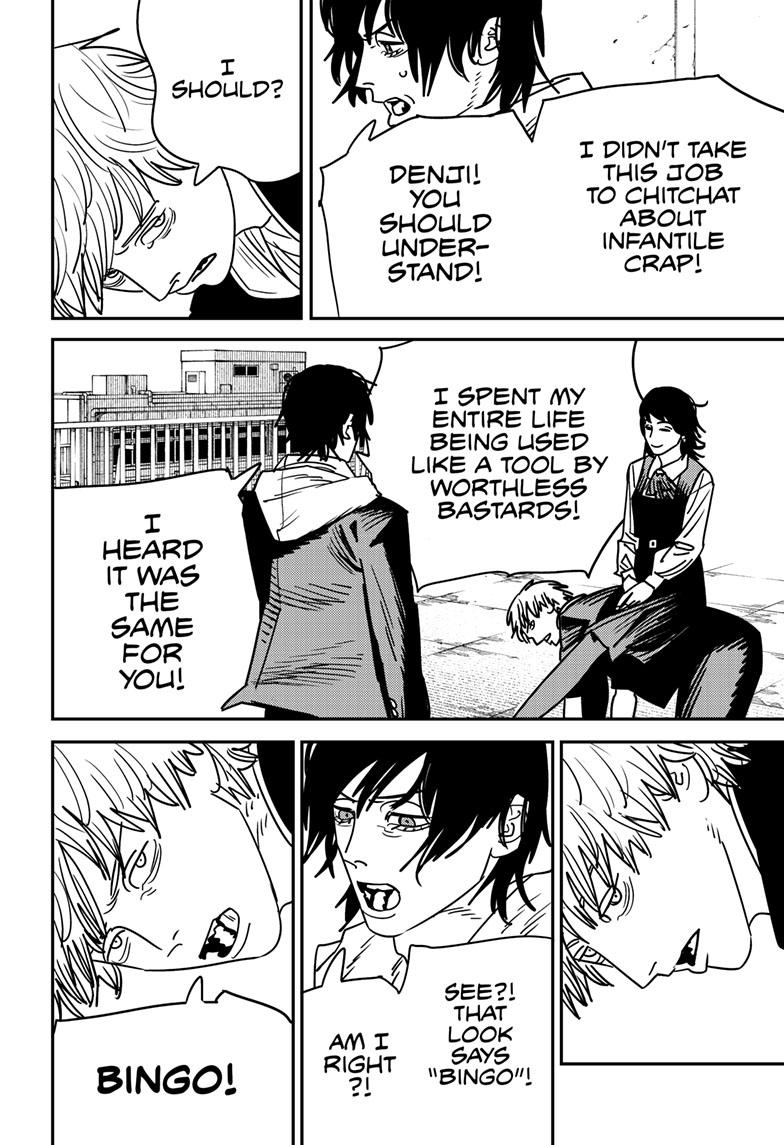 I DIDN'T TAKE
THIS JOB
TO CHITCHAT
ABOUT
INFANTILE
CRAP!
DENJI!
YOU
SHOULD
UNDER-
STAND!
I
SHOULD?
I SPENT MY
ENTIRE LIFE
BEING USED
LIKE A TOOL BY
WORTHLESS
BASTARDS!
I
HEARD
IT WAS
THE
SAME
FOR
YOU!
SEE?!
THAT
LOOK
SAYS
"BINGO"!
AM I
RIGHT
?!
BINGO!